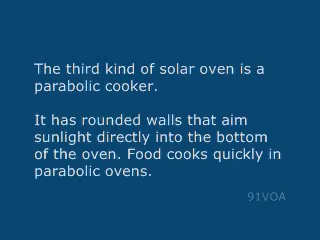 The third kind of solar oven is a
parabolic cooker.
It has rounded walls that aim
sunlight directly into the bottom
of the oven. Food cooks quickly in
parabolic ovens.
91VOA